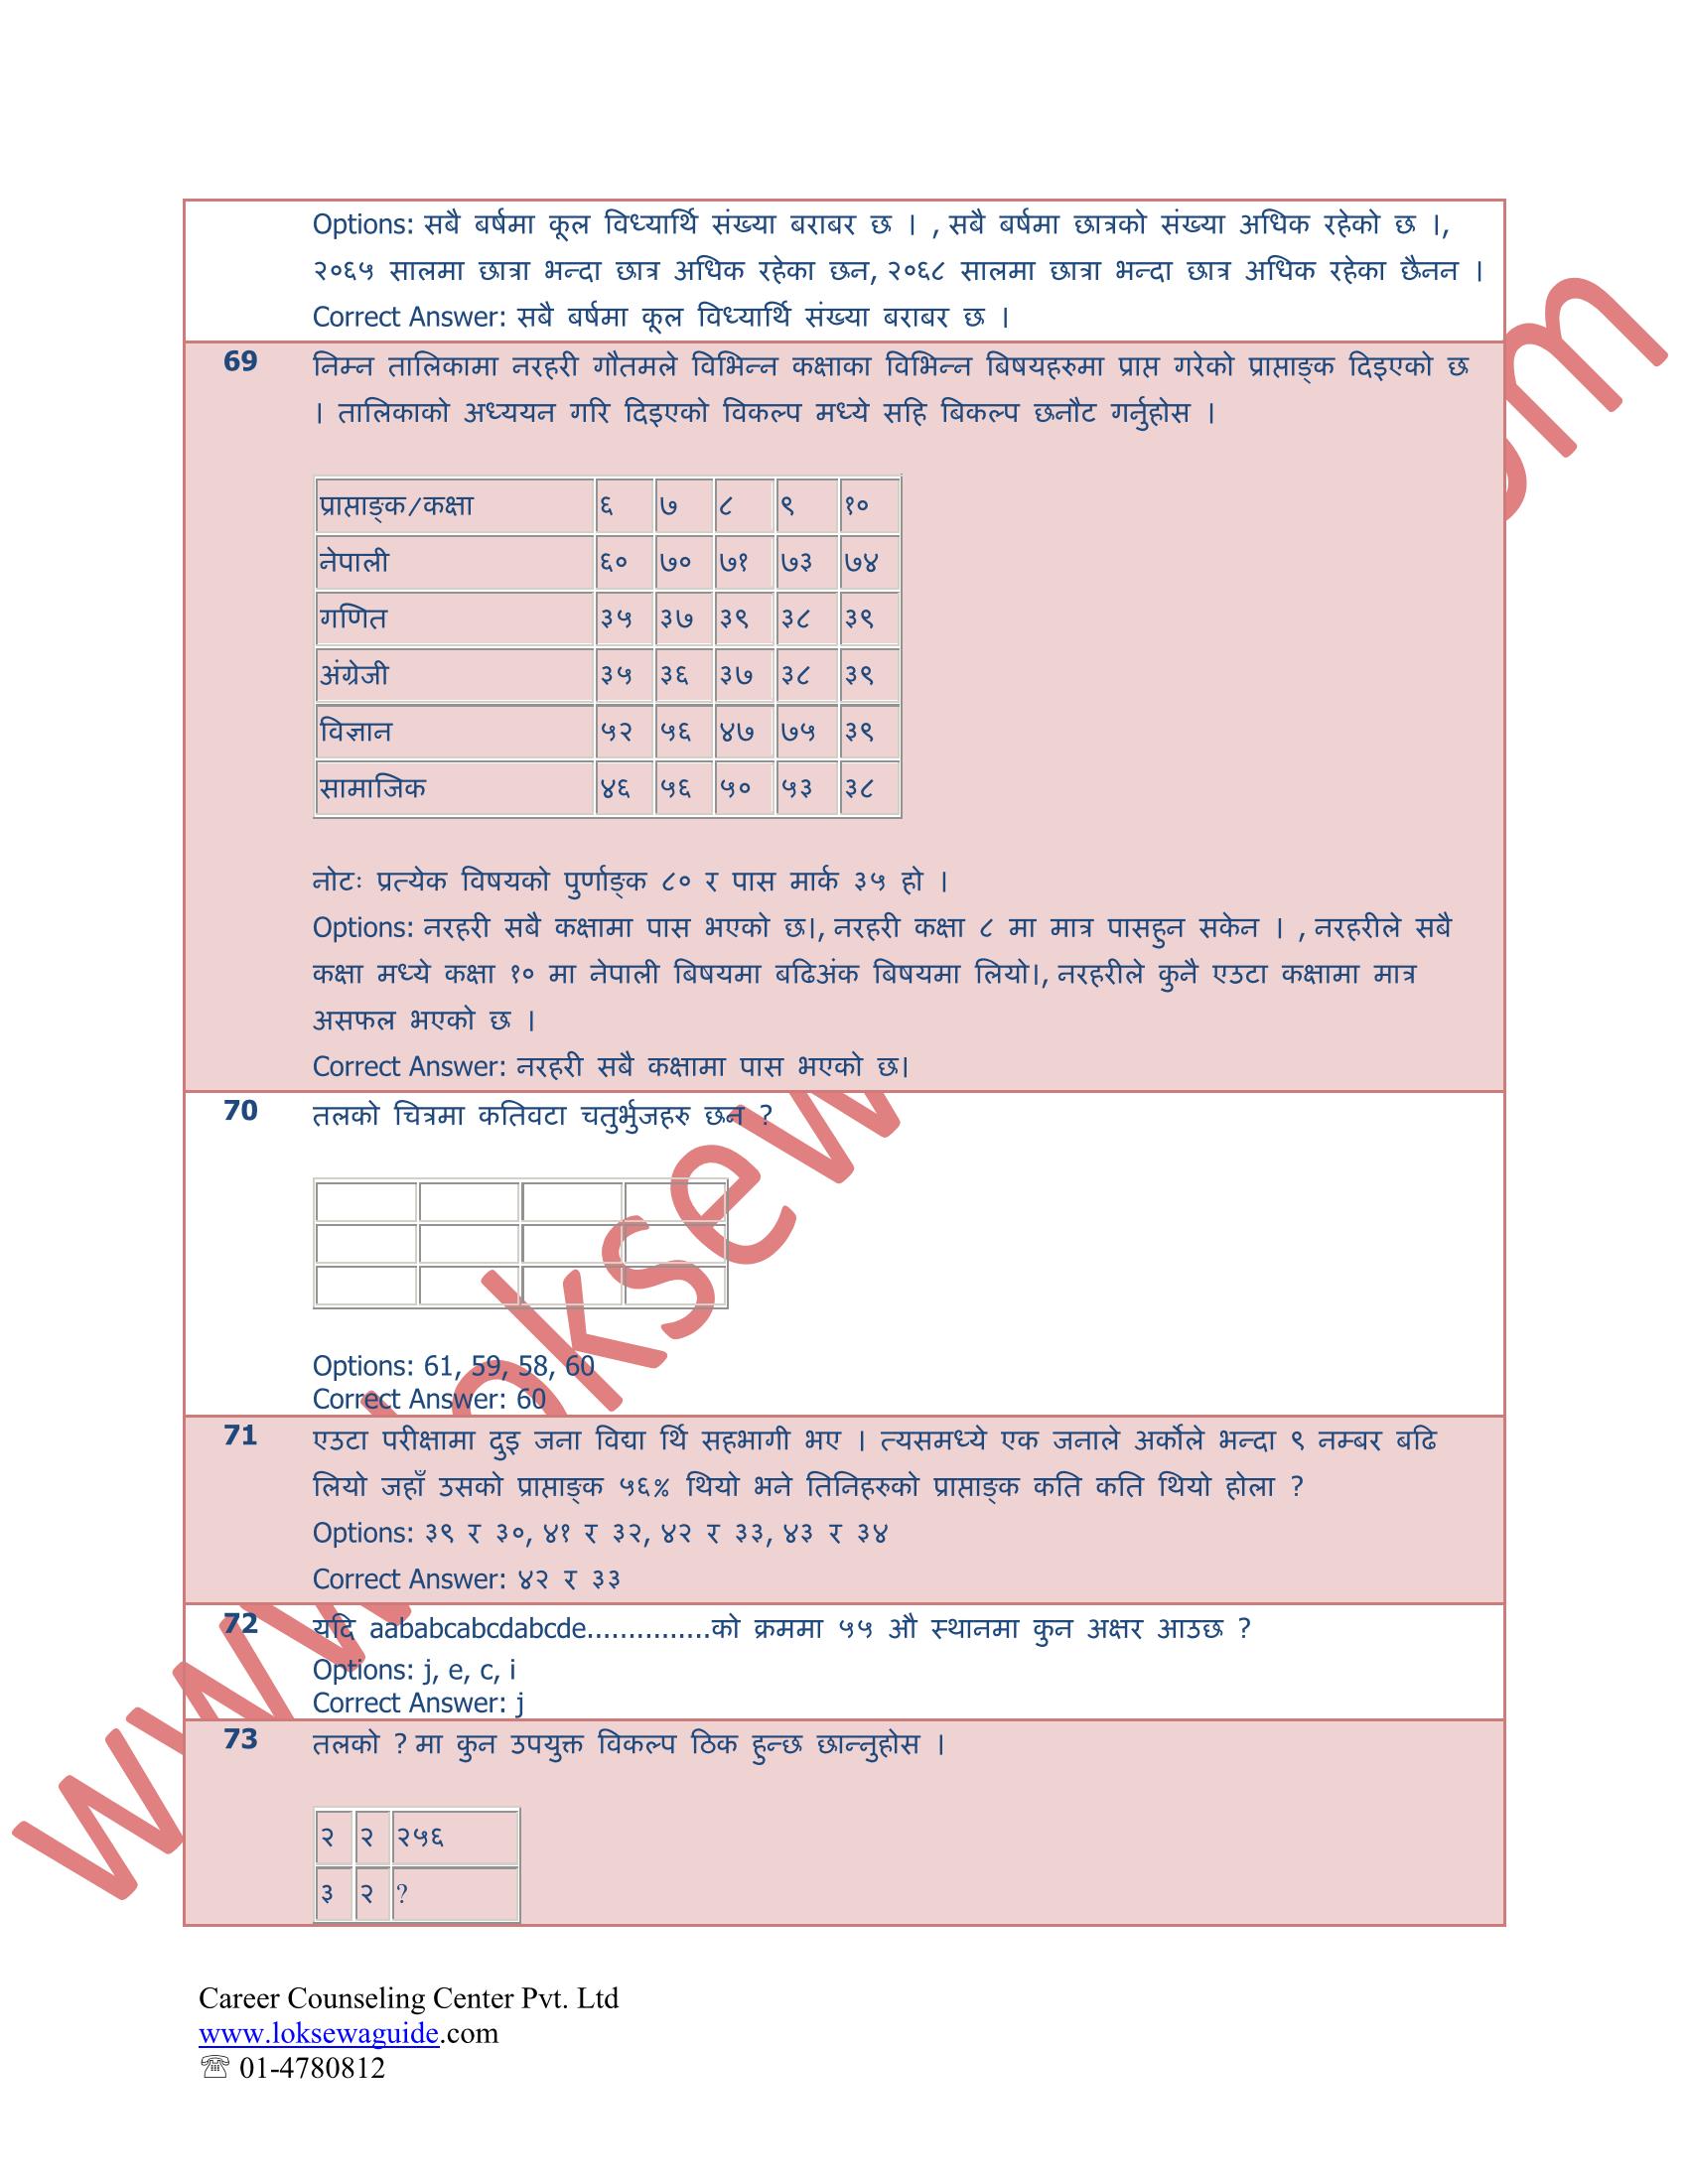 Options: सबै बर्षमा कूल विध्यार्थि संख्या बराबर छ । , सबै बर्षमा छात्रको संख्या अधिक रहेको छ ।,
२०६५ सालमा छात्रा भन्दा छात्र अधिक रहेका छन, २०६८ सालमा छात्रा भन्दा छात्र अधिक रहेका छैनन ।
Correct Answer: सबै बर्षमा कूल विध्यार्थि संख्या बराबर छ ।
69 निम्न तालिकामा नरहरी गौतमले विभिन्न कक्षाका विभिन्न बिषयहरुमा प्राप्त गरेको प्राप्ताङ्क दिइएको छ
। तालिकाको अध्ययन गरि दिइएको विकल्प मध्ये सहि बिकल्प छनौट गर्नुहोस ।
प्राप्ताङ्क/कक्षा ६ ७ ८ ९ १०
नेपाली ६० ७० ७१ ७३ ७४
गणित ३५ ३७ ३९ ३८ ३९
अंग्रेजी ३५ ३६ ३७ ३८ ३९
विज्ञान ५२ ५६ ४७ ७५ ३९
सामाजिक ४६ ५६ ५० ५३ ३८
नोटः प्रत्येक विषयको पुर्णाङ्क ८० र पास मार्क ३५ हो ।
Options: नरहरी सबै कक्षामा पास भएको छ।, नरहरी कक्षा ८ मा मात्र पासहुन सकेन । , नरहरीले सबै
कक्षा मध्ये कक्षा १० मा नेपाली बिषयमा बढिअंक बिषयमा लियो।, नरहरीले कुनै एउटा कक्षामा मात्र
असफल भएको छ ।
Correct Answer: नरहरी सबै कक्षामा पास भएको छ।
70 तलको चित्रमा कतिवटा चतुर्भुजहरु छन ?
Options: 61, 59, 58, 60
Correct Answer: 60
71 एउटा परीक्षामा दुइ जना विद्या र्थि सहभागी भए । त्यसमध्ये एक जनाले अर्कोले भन्दा ९ नम्बर बढि
लियो जहाँ उसको प्राप्ताङ्क ५६% थियो भने तिनिहरुको प्राप्ताङ्क कति कति थियो होला ?
Options: ३९ र ३०, ४१ र ३२, ४२ र ३३, ४३ र ३४
Correct Answer: ४२ र ३३
72 यदि aababcabcdabcde...............को क्रममा ५५ औ स्थानमा कुन अक्षर आउछ ?
Options: j, e, c, i
Correct Answer: j
73 तलको ? मा कुन उपयुक्त विकल्प ठिक हुन्छ छान्नुहोस ।
२ २ २५६
३ २ ?
Career Counseling Center Pvt. Ltd
www.loksewaguide.com
☏ 01-4780812